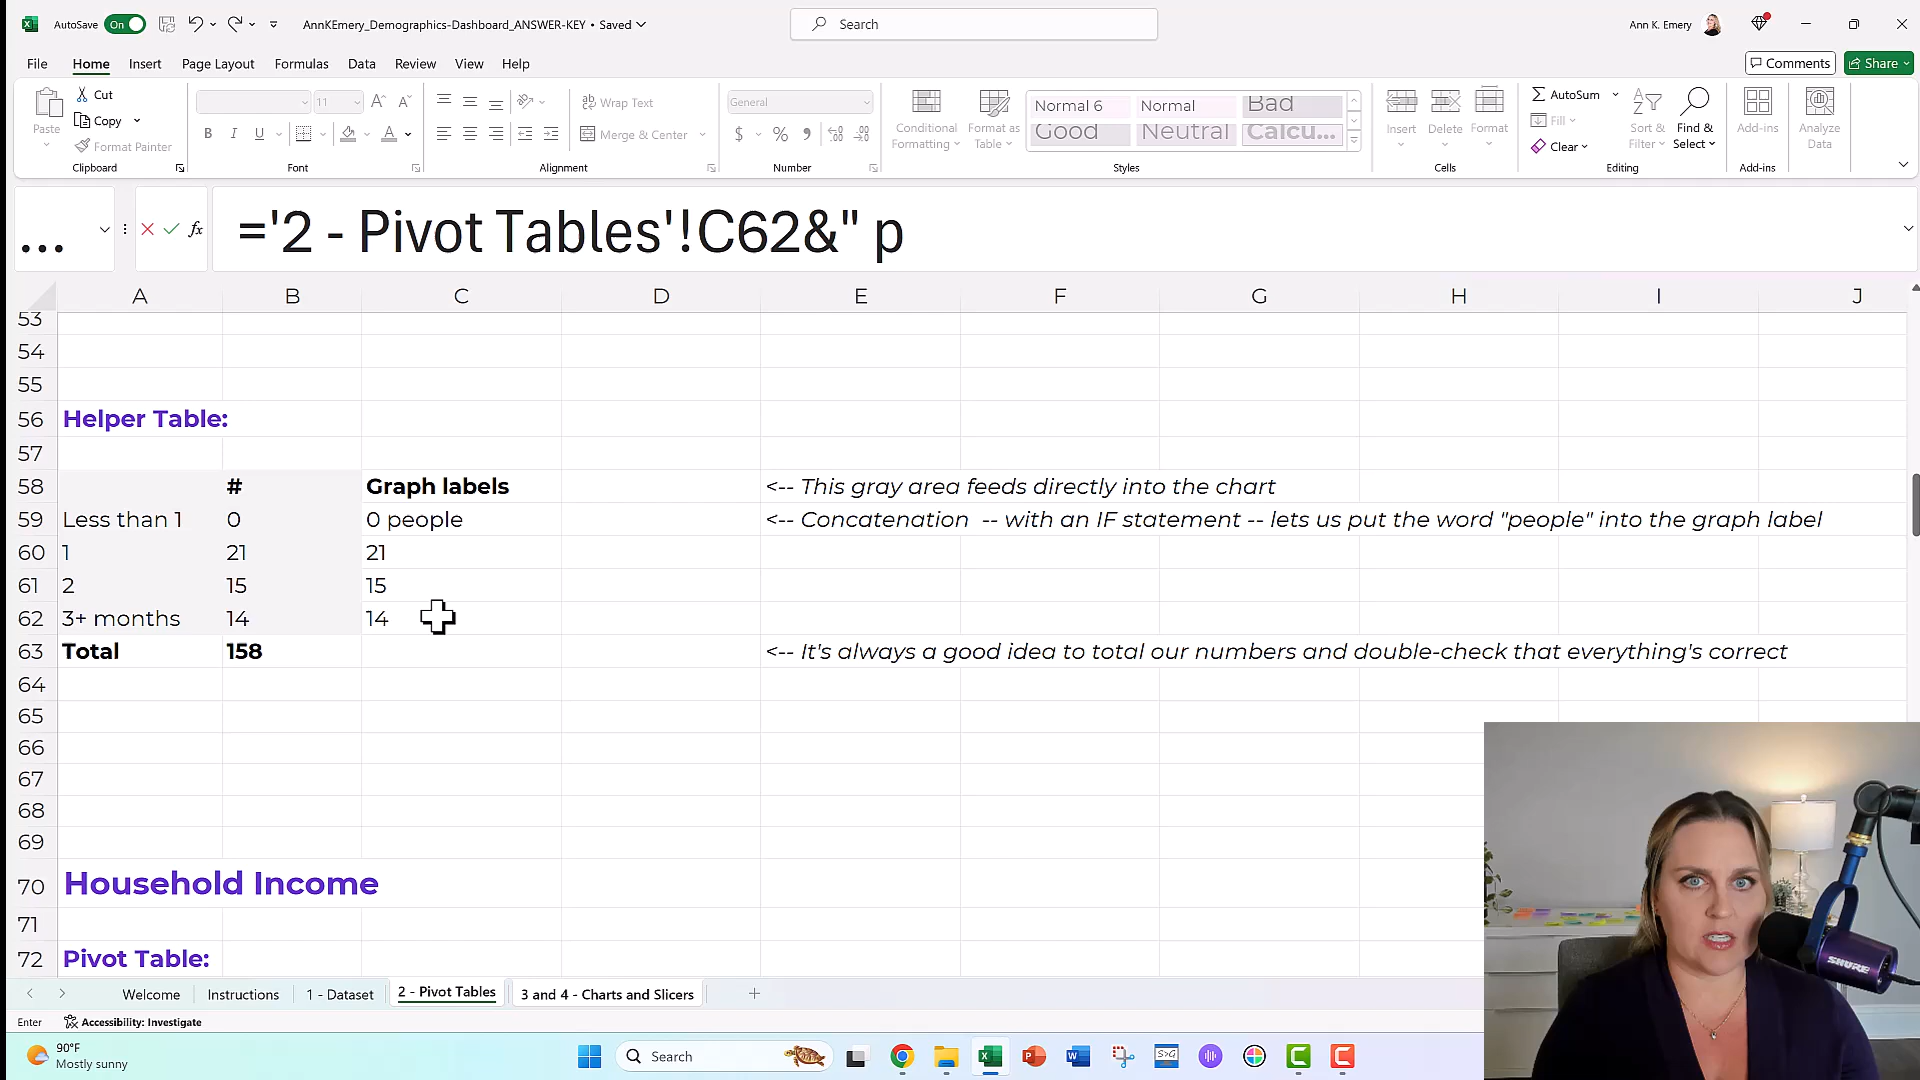 AutoSave On AnnKEmery_Demographics-Dashboard_ANSWER-KEY • Saved Search Ann K. Emery
File Home Insert Page Layout Formulas Data Review View Help Comments Share
Paste Cut Copy Format Painter Clipboard
11 B I U A Font
Wrap Text Merge & Center Alignment
General $ % Number
Conditional Formatting Format as Table Normal 6 Normal Bad Good Neutral Calcu... Styles
Insert Delete Format Cells
AutoSum Fill Clear Sort & Filter Find & Select Editing
Add-ins Add-ins
Analyze Data
... fx ='2 - Pivot Tables'!C62&" p
A B C D E F G H I J
53
54
55
56 Helper Table:
57
58 # Graph labels <-- This gray area feeds directly into the chart
59 Less than 1 0 0 people <-- Concatenation -- with an IF statement -- lets us put the word "people" into the graph label
60 1 21 21
61 2 15 15
62 3+ months 14 14
63 Total 158 <-- It's always a good idea to total our numbers and double-check that everything's correct
64
65
66
67
68
69
70 Household Income
71
72 Pivot Table:
Welcome Instructions 1 - Dataset 2 - Pivot Tables 3 and 4 - Charts and Slicers
Enter Accessibility: Investigate
90°F
Mostly sunny
Search
S>G
SHURE